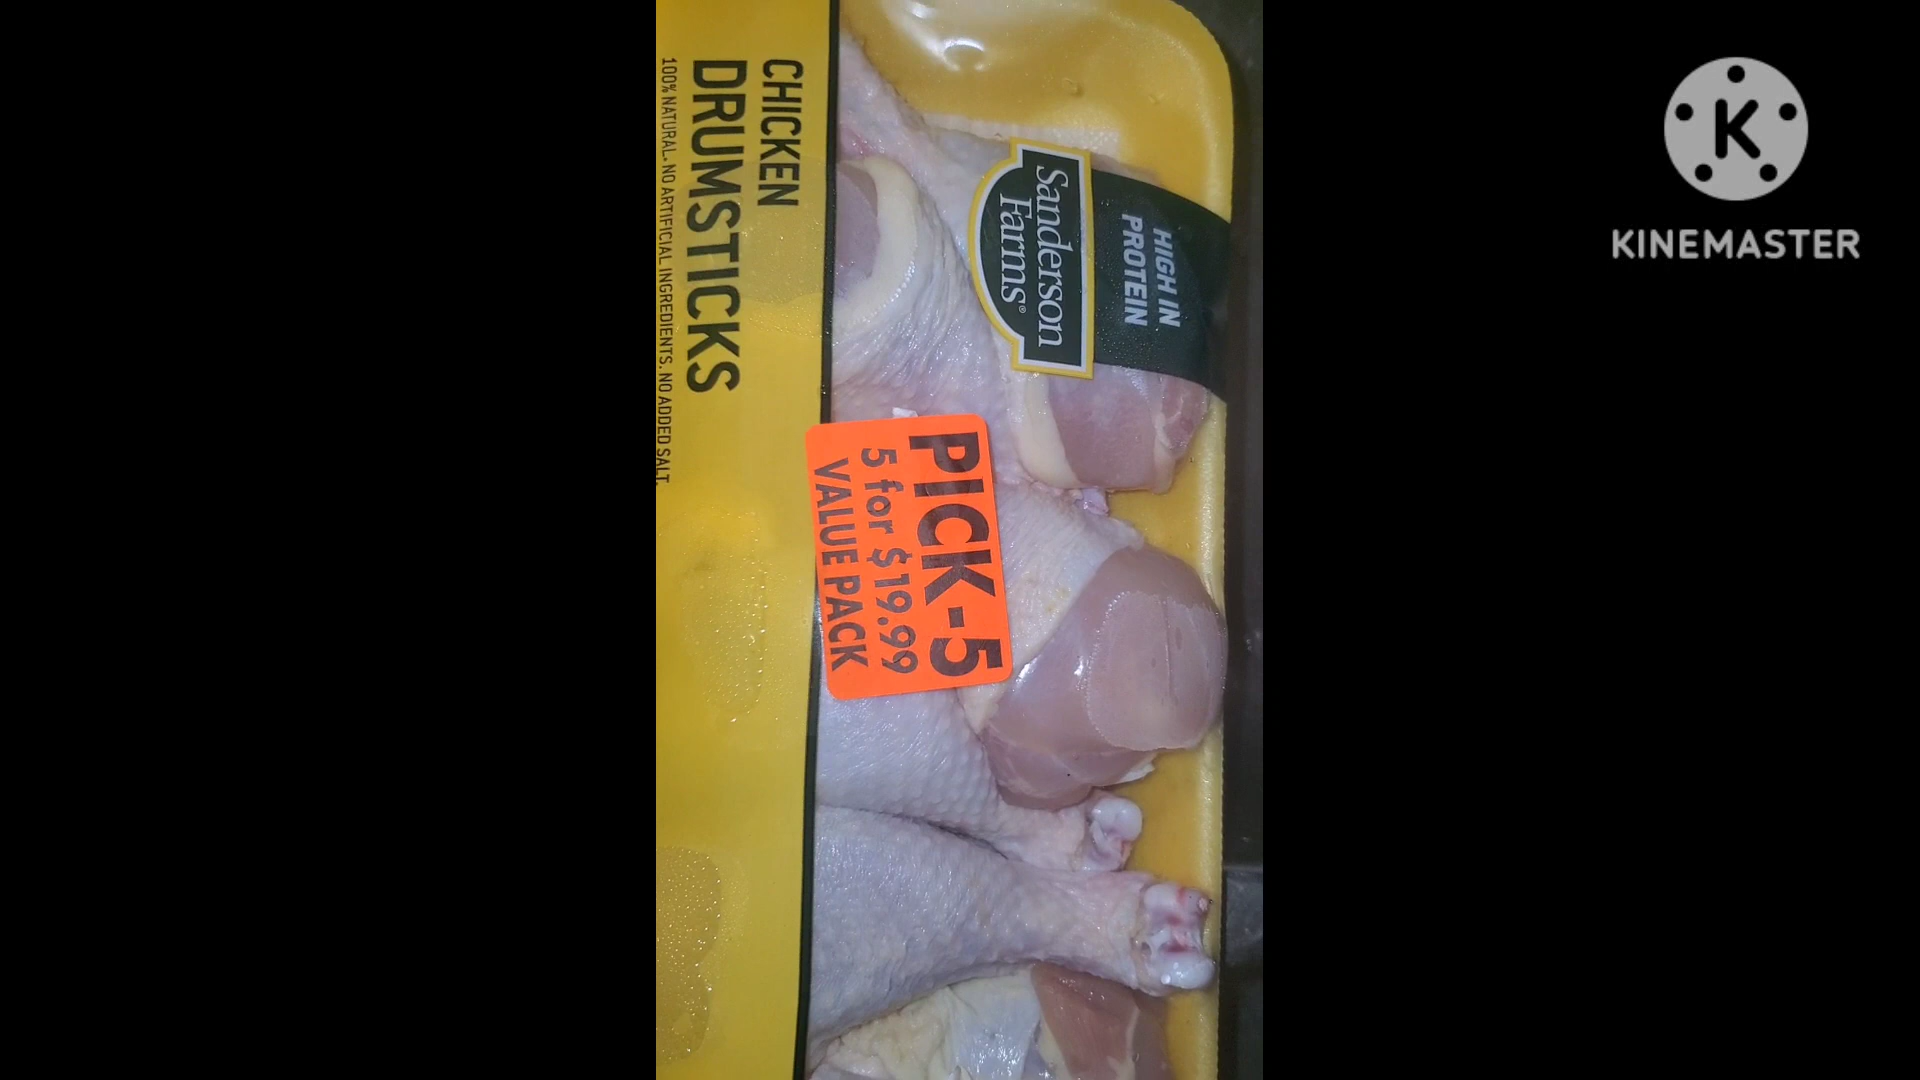 HIGH IN
PROTEIN
Sanderson
Farms®
CHICKEN
DRUMSTICKS
100% NATURAL. NO ARTIFICIAL INGREDIENTS. NO ADDED SALT.
PICK-5
5 for $19.99
VALUE PACK
K
KINEMASTER